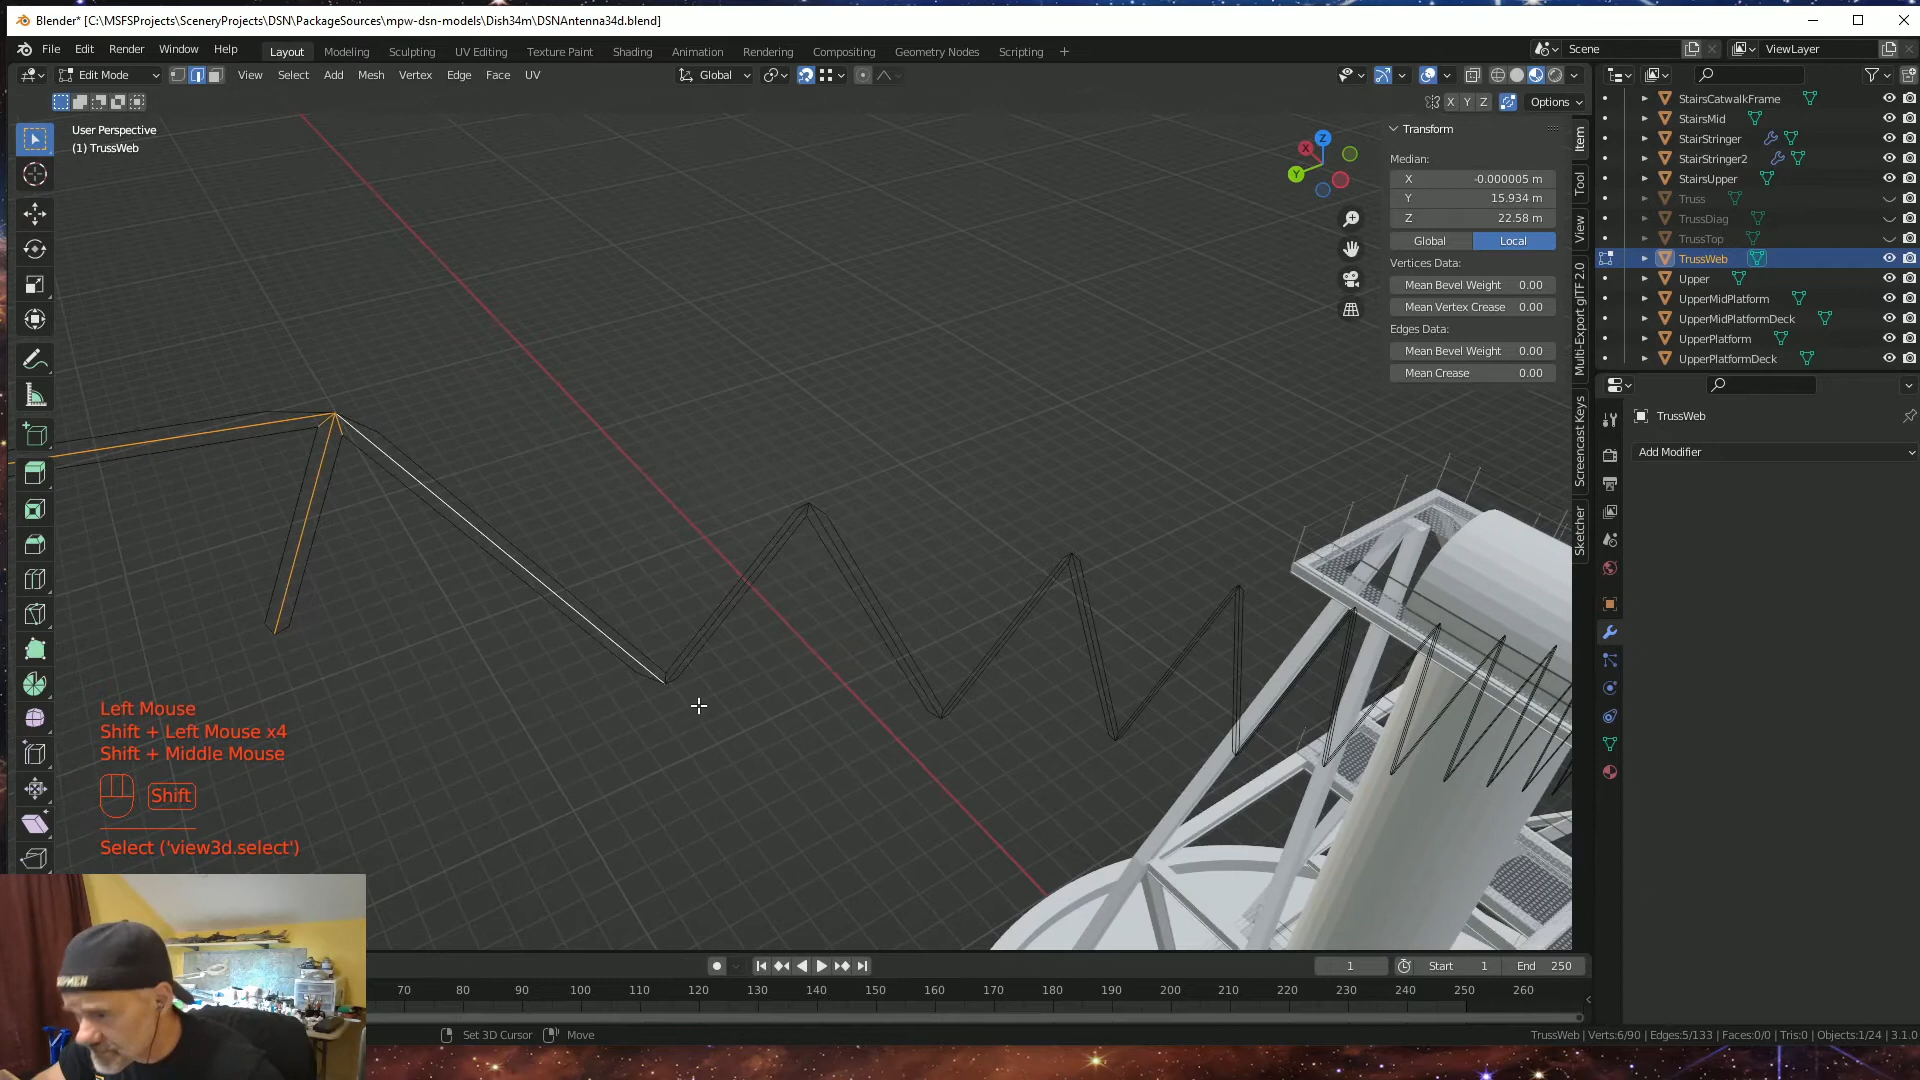 Blender* [C:\MSFSProjects\SceneryProjects\DSN\PackageSources\mpw-dsn-models\Dish34m\DSNAntenna34d.blend]
File Edit Render Window Help Layout Modeling Sculpting UV Editing Texture Paint Shading Animation Rendering Compositing Geometry Nodes Scripting + Scene ViewLayer
Edit Mode View Select Add Mesh Vertex Edge Face UV Global
X Y Z Options
User Perspective
(1) TrussWeb
Z
X
Y
Transform
Median:
X -0.000005 m
Y 15.934 m
Z 22.58 m
Global Local
Vertices Data:
Mean Bevel Weight 0.00
Mean Vertex Crease 0.00
Edges Data:
Mean Bevel Weight 0.00
Mean Crease 0.00
Item
Tool
View
Multi-Export glTF 2.0
Screencast Keys
Sketcher
StairsCatwalkFrame
StairsMid
StairStringer
StairStringer2
StairsUpper
Truss
TrussDiag
TrussTop
TrussWeb
Upper
UpperMidPlatform
UpperMidPlatformDeck
UpperPlatform
UpperPlatformDeck
TrussWeb
Add Modifier
Left Mouse
Shift + Left Mouse x4
Shift + Middle Mouse
Shift
Select ('view3d.select')
1 Start 1 End 250
70 80 90 100 110 120 130 140 150 160 170 180 190 200 210 220 230 240 250 260
Set 3D Cursor Move
TrussWeb | Verts:6/90 | Edges:5/133 | Faces:0/0 | Tris:0 | Objects:1/24 | 3.1.0